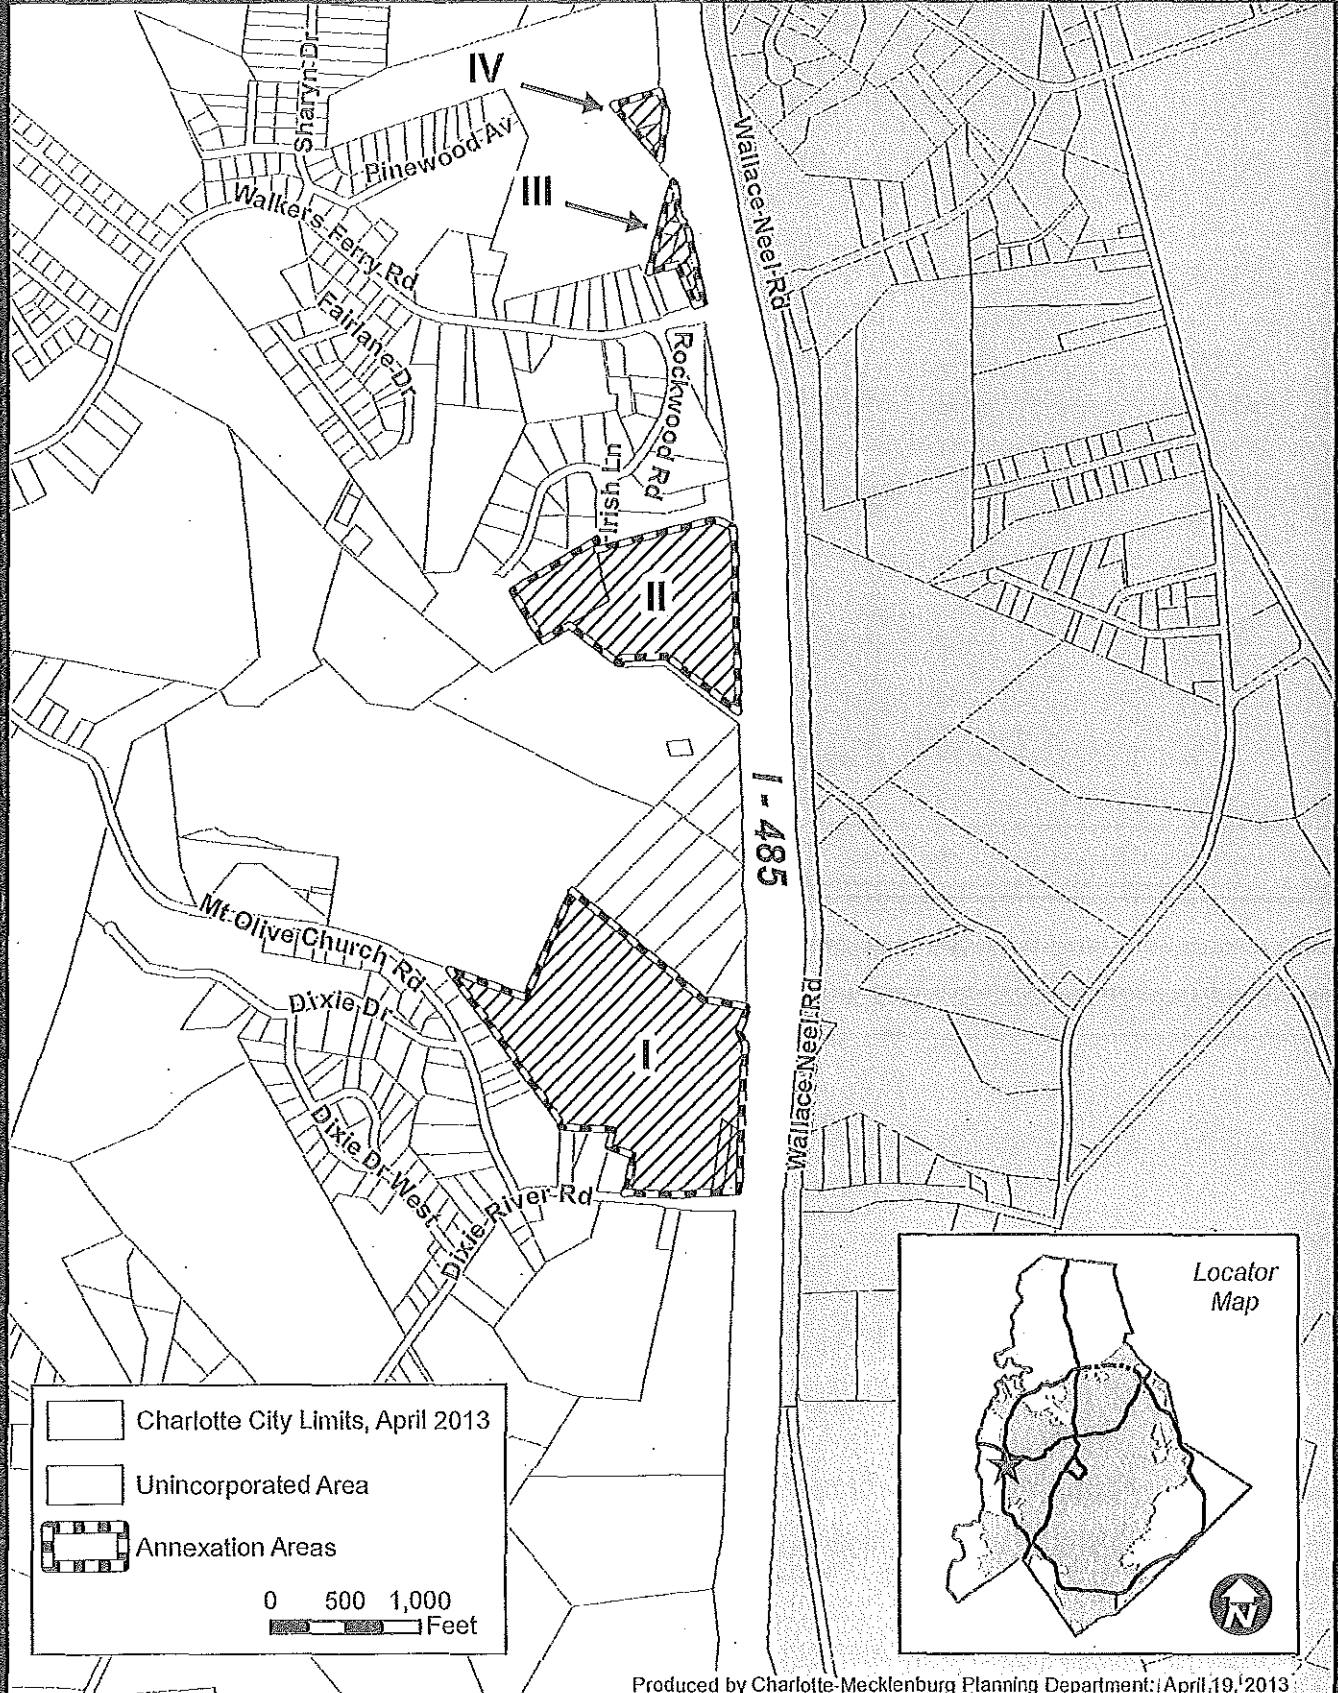 IV
Sharyn Dr
Pinewood Av
Wallace Neel Rd
III
Walkers Ferry Rd
Fairlane Dr
Rockwood Rd
Irish Ln
II
I - 485
Mt Olive Church Rd
Dixie Dr
I
Wallace Neel Rd
Dixie Dr West
Dixie River Rd
Locator
Map
Charlotte City Limits, April 2013
Unincorporated Area
Annexation Areas
0 500 1,000
Feet
N
Produced by Charlotte-Mecklenburg Planning Department, April 19, 2013